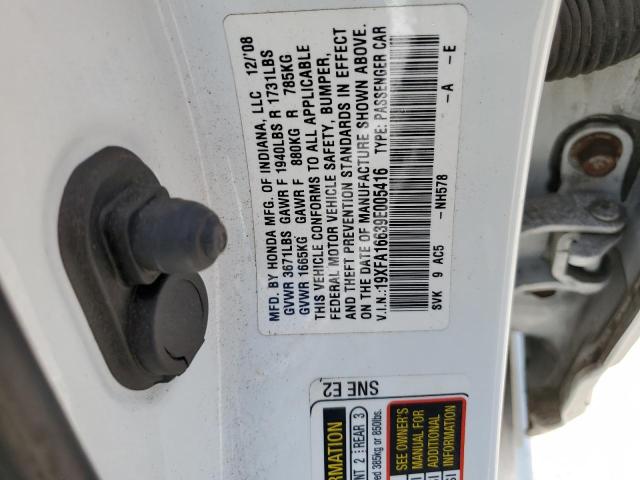 MFD. BY HONDA MFG. OF INDIANA, LLC 12/'08
GVWR 3671LBS GAWR F 1940LBS R 1731LBS
GVWR 1665KG GAWR F 880KG R 785KG
THIS VEHICLE CONFORMS TO ALL APPLICABLE
FEDERAL MOTOR VEHICLE SAFETY, BUMPER,
AND THEFT PREVENTION STANDARDS IN EFFECT
ON THE DATE OF MANUFACTURE SHOWN ABOVE.
V.I.N.:19XFA16639E005416 TYPE: PASSENGER CAR
SVK 9 AC5 -NH578 -A -E
SNE E2
RMATION
NT 2 REAR 3
ed 385kg or 850lbs.
SEE OWNER'S
MANUAL FOR
ADDITIONAL
INFORMATION